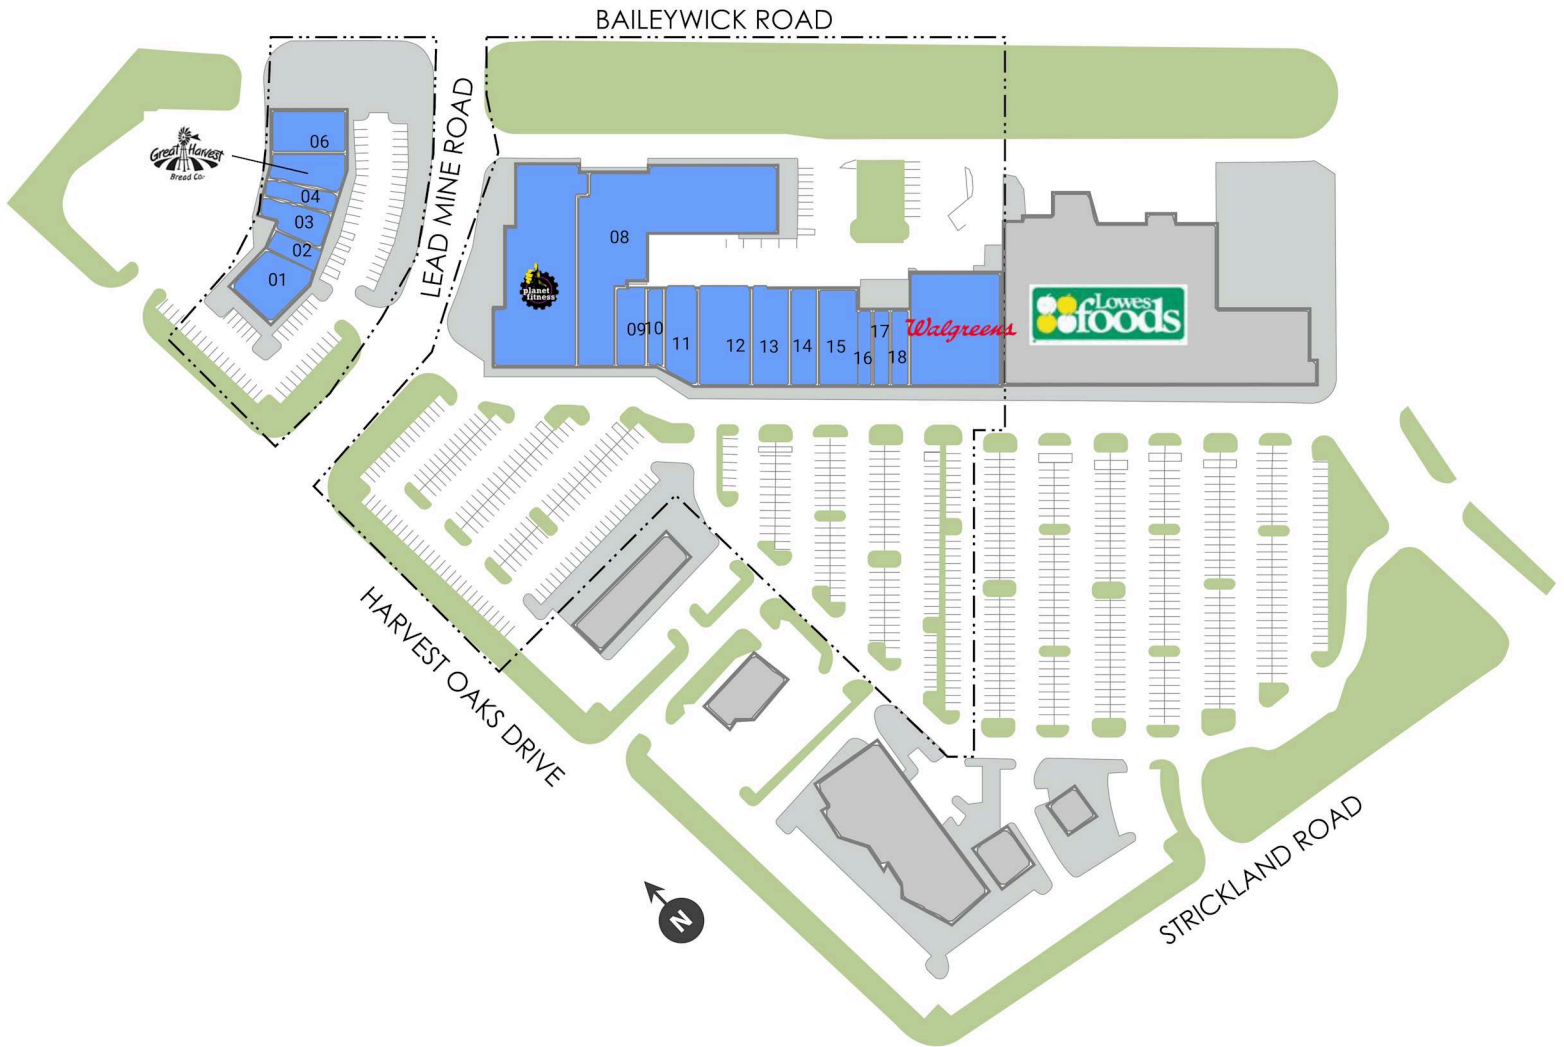 BAILEYWICK ROAD
LEAD MINE ROAD
Great Harvest
Bread Co.
06
04
03
02
01
08
planet
fitness
09
10
11
12
13
14
15
16
17
18
Walgreens
Lowes
foods
HARVEST OAKS DRIVE
STRICKLAND ROAD
N